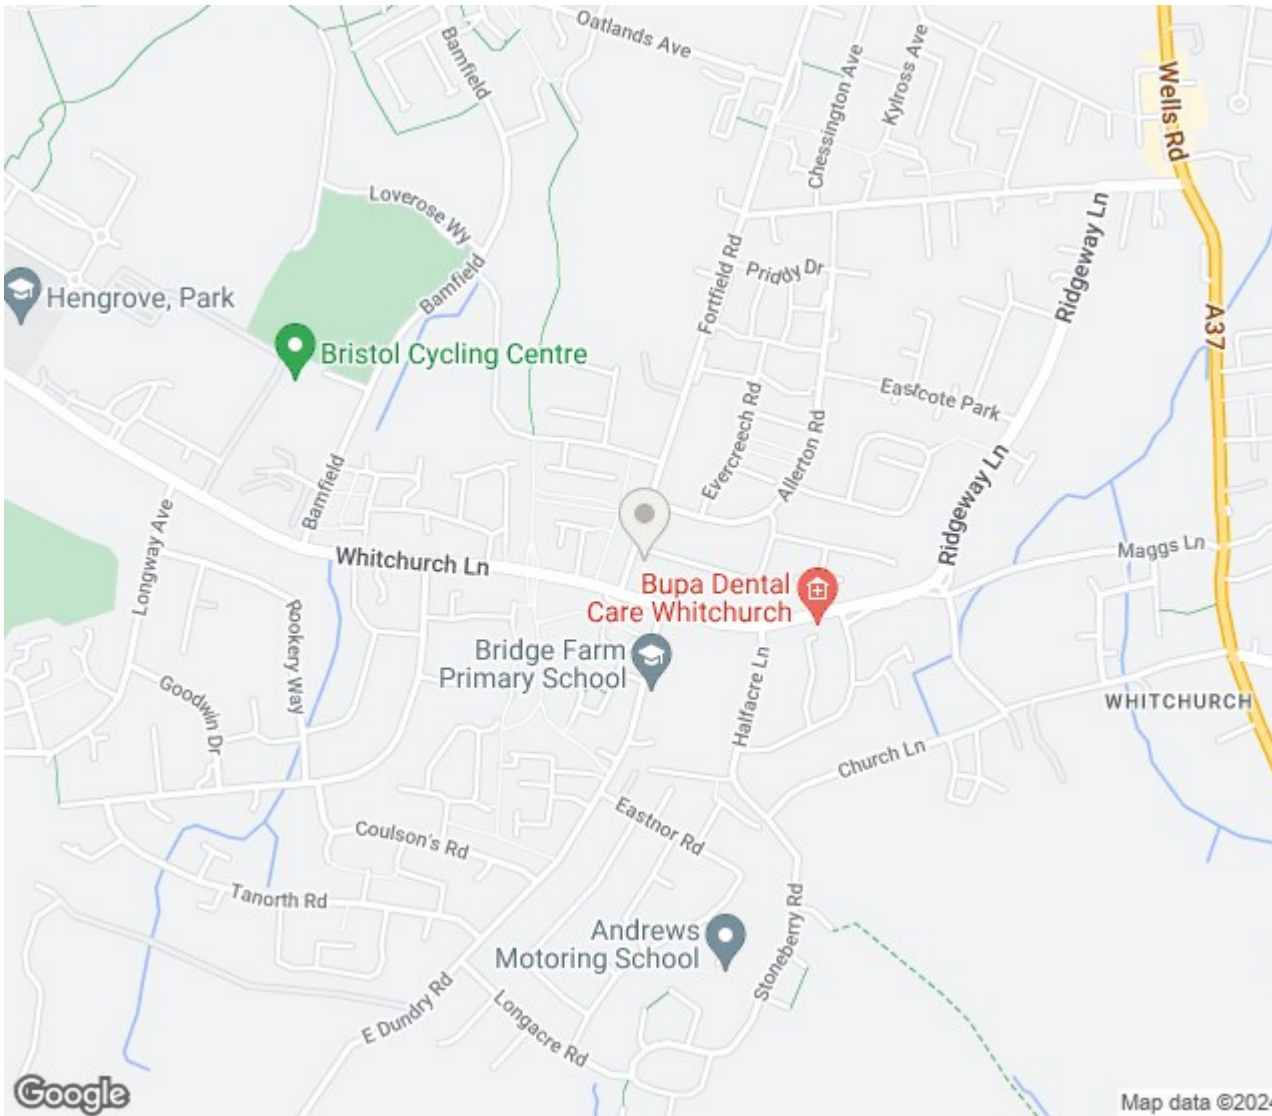 Oatlands Ave
Bamfield
Chessington Ave
Kylross Ave
Wells Rd
Loverose Wy
Ridgeway Ln
Hengrove, Park
Bamfield
Fortfield Rd
Priddy Dr
A37
Bristol Cycling Centre
Eastcote Park
Evercreech Rd
Allerton Rd
Bamfield
Longway Ave
Ridgeway Ln
Whitchurch Ln
Maggs Ln
Bupa Dental
Care Whitchurch
Rookery Way
Bridge Farm
Primary School
Goodwin Dr
Halfacre Ln
WHITCHURCH
Church Ln
Eastnor Rd
Coulson's Rd
Tanorth Rd
Andrews
Motoring School
Stoneberry Rd
E Dundry Rd
Longacre Rd
Google
Map data ©2024